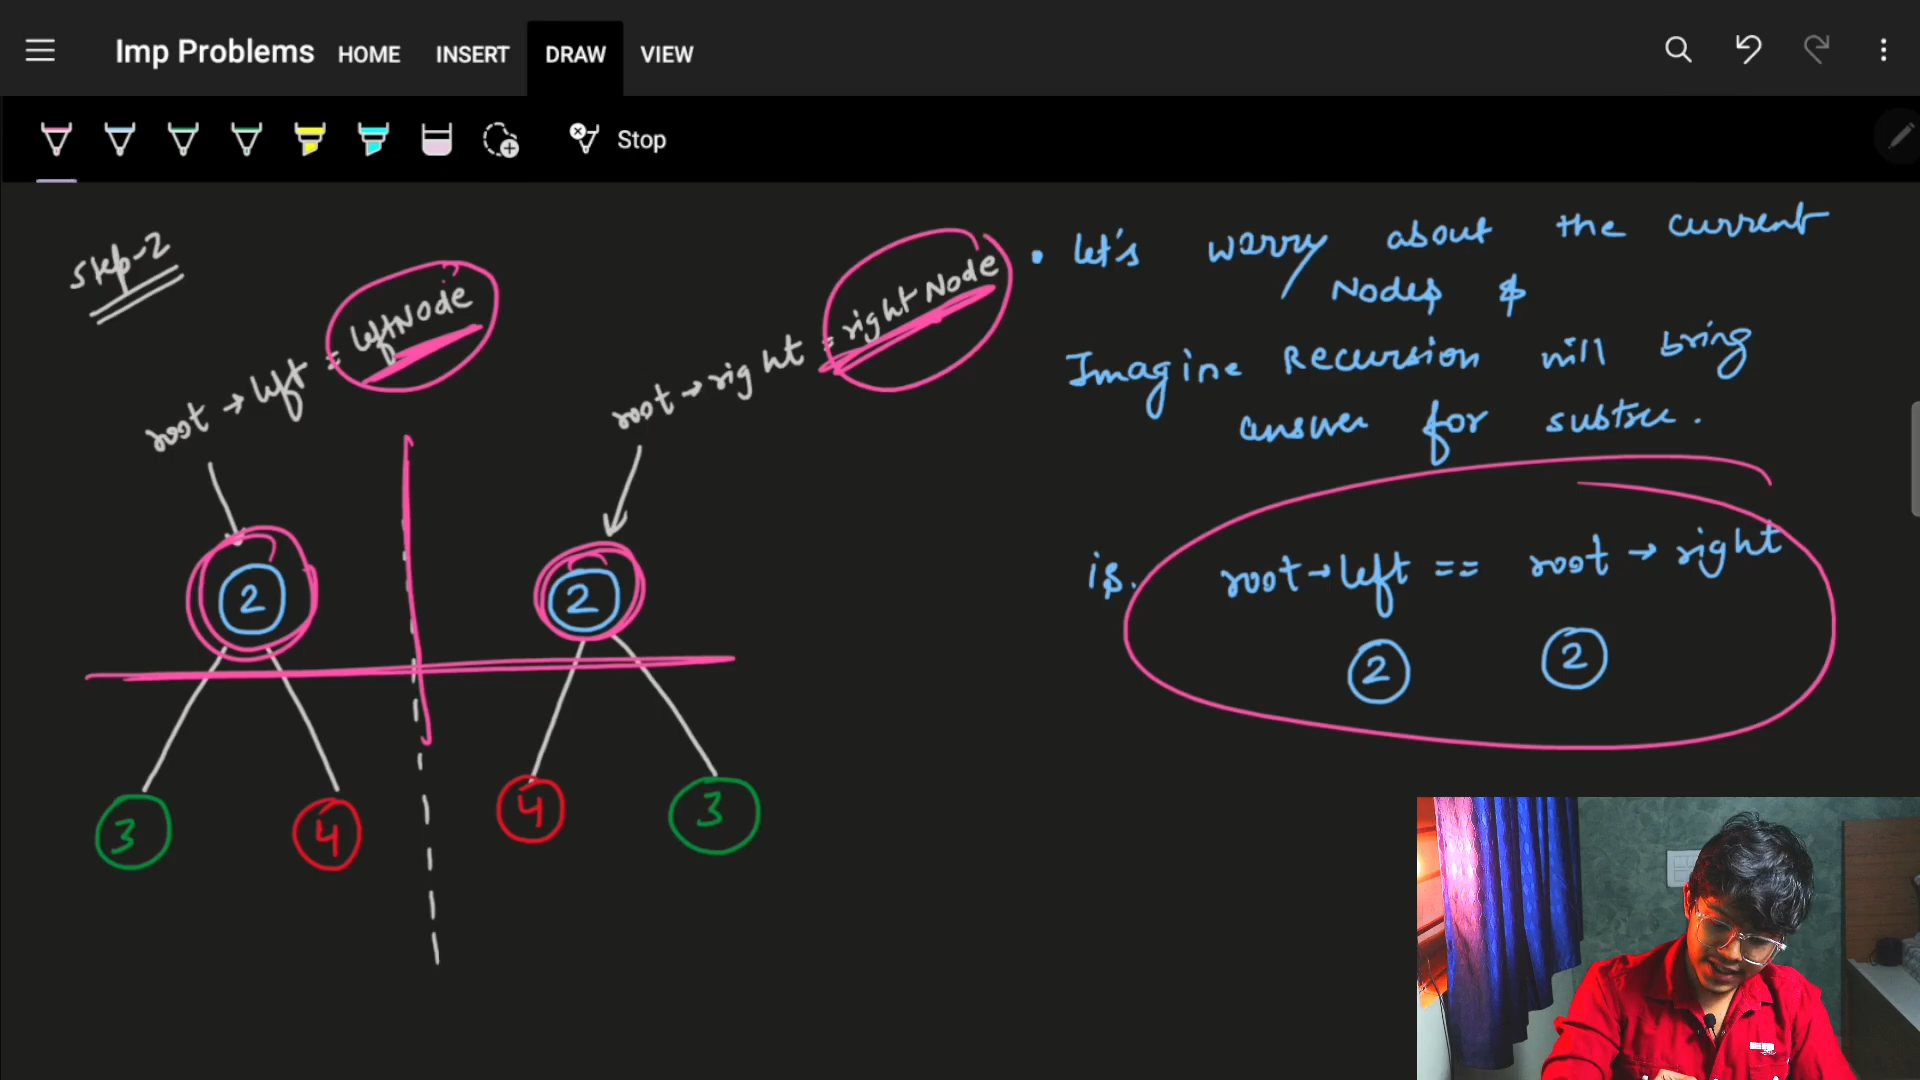 Imp Problems HOME INSERT DRAW VIEW
Stop
Step-2
root → left = leftNode
root → right = right Node
• let's worry about the current
Nodes &
Imagine Recursion will bring
answer for subtree.
is. root → left == root → right
2 2
2 2
3 4 4 3